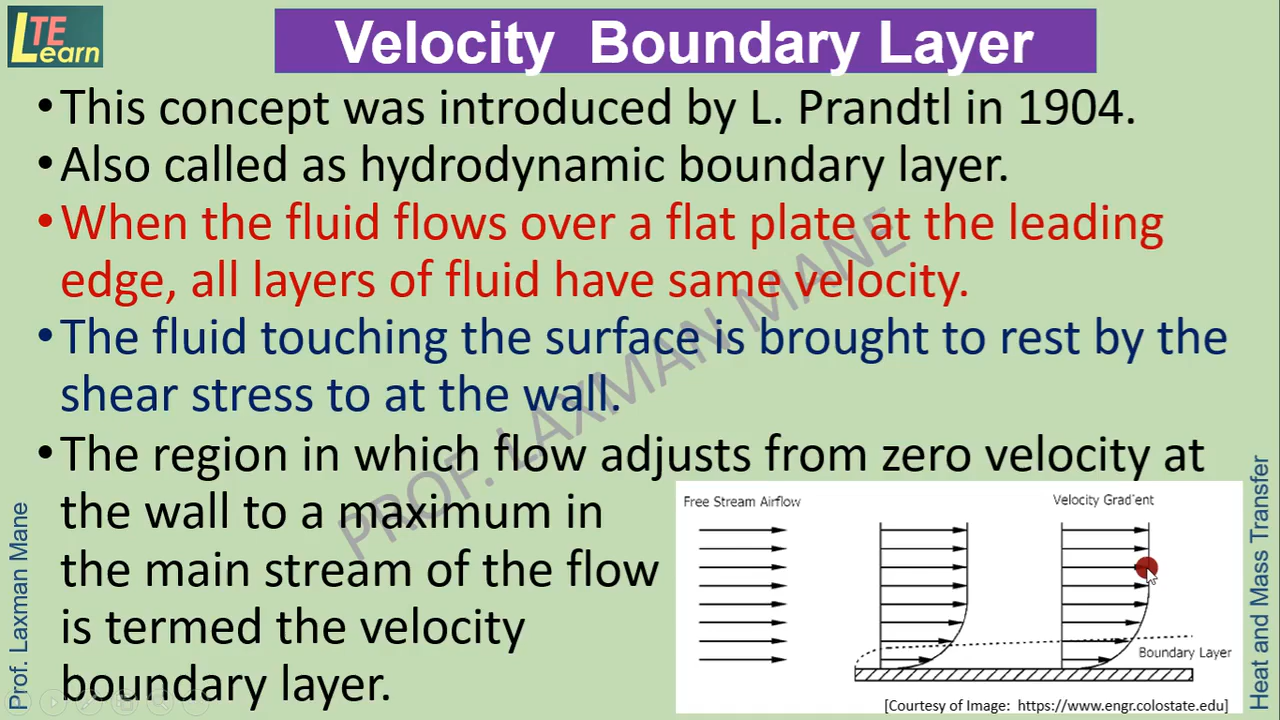 LTE
Learn
Velocity Boundary Layer
•This concept was introduced by L. Prandtl in 1904.
•Also called as hydrodynamic boundary layer.
•When the fluid flows over a flat plate at the leading
edge, all layers of fluid have same velocity.
•The fluid touching the surface is brought to rest by the
shear stress to at the wall.
•The region in which flow adjusts from zero velocity at
the wall to a maximum in
the main stream of the flow
is termed the velocity
boundary layer.
Free Stream Airflow
Velocity Gradient
Boundary Layer
[Courtesy of Image: https://www.engr.colostate.edu]
PROF. LAXMAN MANE
Prof. Laxman Mane
Heat and Mass Transfer